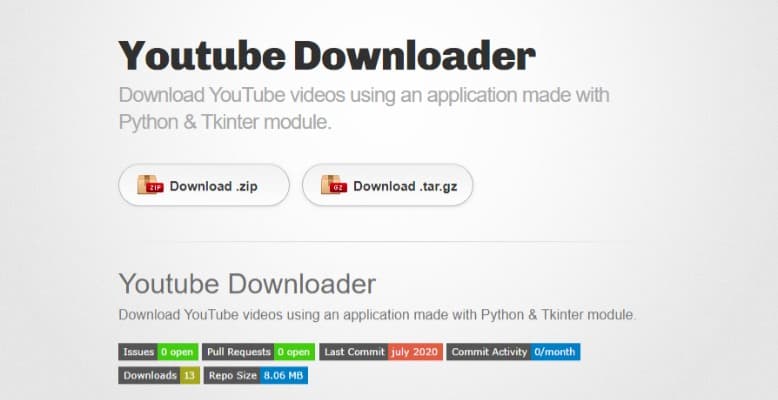 Youtube Downloader
Download YouTube videos using an application made with
Python & Tkinter module.
ZIP Download .zip
GZ Download .tar.gz
Youtube Downloader
Download YouTube videos using an application made with Python & Tkinter module.
Issues 0 open Pull Requests 0 open Last Commit july 2020 Commit Activity 0/month
Downloads 13 Repo Size 8.06 MB